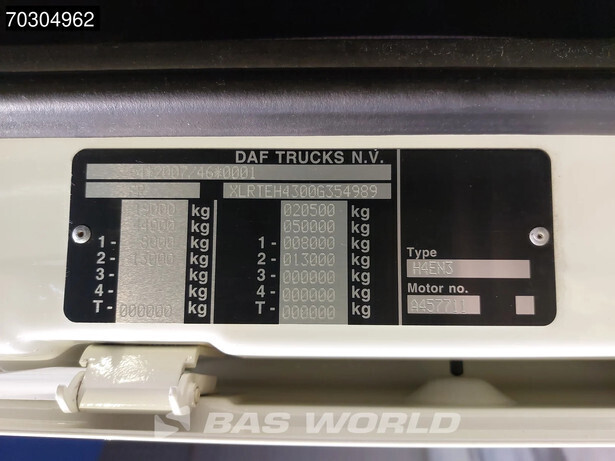 70304962
DAF TRUCKS N.V.
XLRTEH4300G354989
kg 020500 kg
kg 050000 kg
1- kg 1- 008000 kg
2- 13000 kg 2- 013000 kg
3- kg 3- 000000 kg
4- kg 4- 000000 kg
T- 000000 kg T- 000000 kg
Type
H4EN3
Motor no.
A457711
BAS WORLD